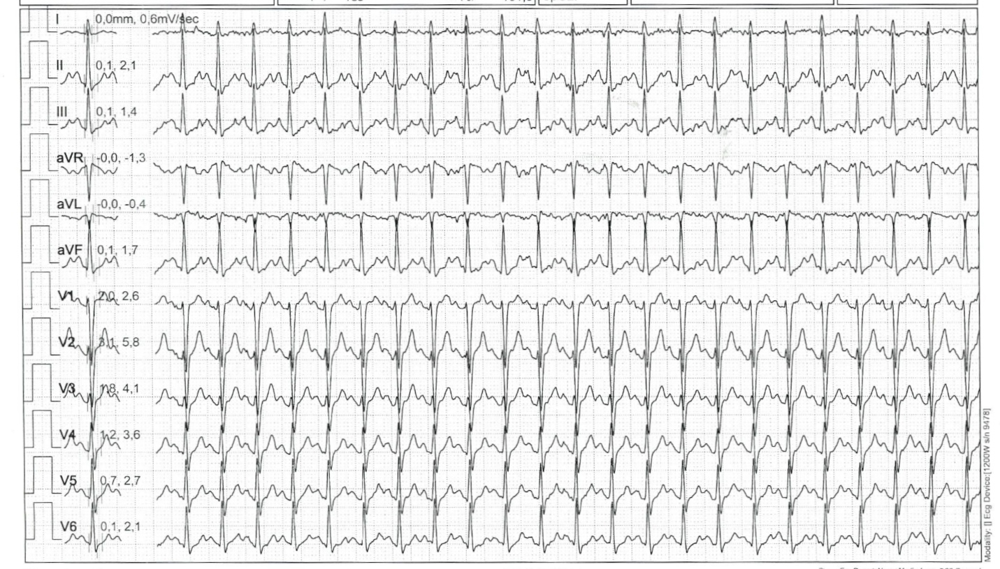 I 0,0mm, 0,6mV/sec
II 0,1, 2,1
III 0,1, 1,4
aVR -0,0, -1,3
aVL -0,0, -0,4
aVF 0,1, 1,7
V1 2,0, 2,6
V2 3,1, 5,8
V3 1,8, 4,1
V4 1,2, 3,6
V5 0,7, 2,7
V6 0,1, 2,1
Modality: [] Ecg Device:[1200W s/n 9478]